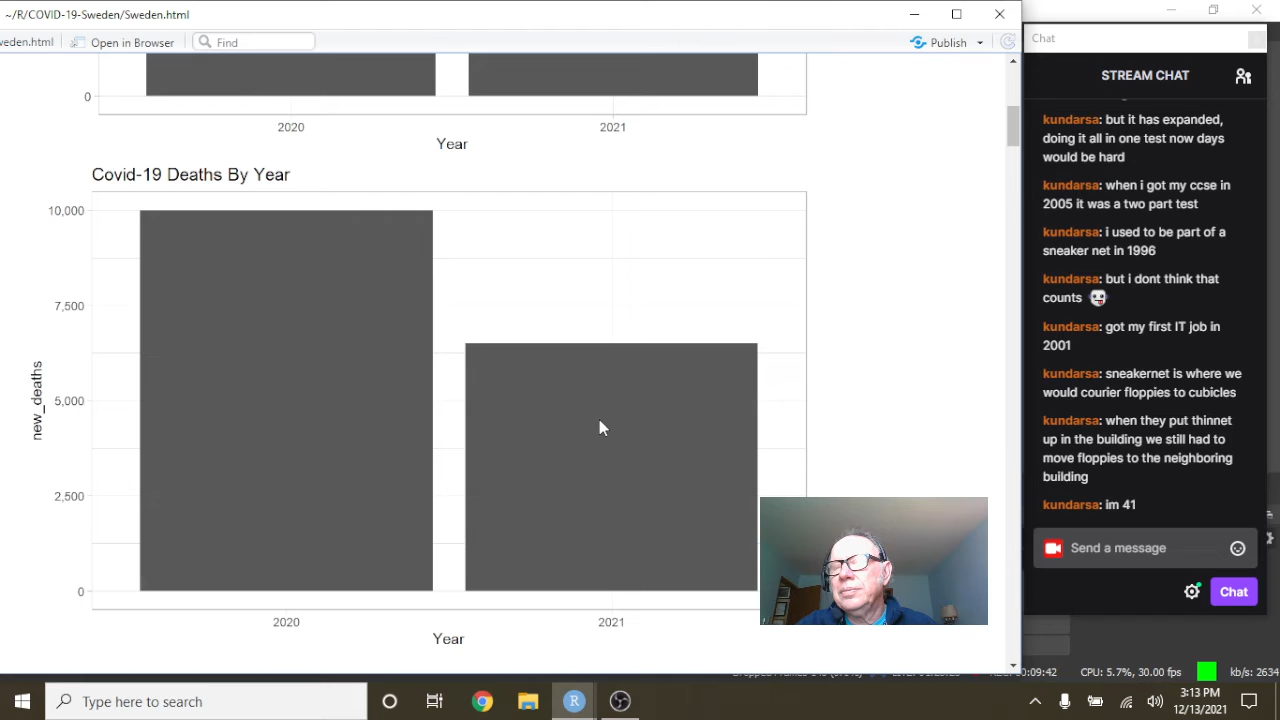 ~/R/COVID-19-Sweden/Sweden.html
weden.html
Open in Browser
Find
Publish
0
2020
2021
Year
Covid-19 Deaths By Year
10,000
7,500
5,000
2,500
0
new_deaths
2020
2021
Year
Chat
STREAM CHAT
kundarsa: but it has expanded,
doing it all in one test now days
would be hard
kundarsa: when i got my ccse in
2005 it was a two part test
kundarsa: i used to be part of a
sneaker net in 1996
kundarsa: but i dont think that
counts
kundarsa: got my first IT job in
2001
kundarsa: sneakernet is where we
would courier floppies to cubicles
kundarsa: when they put thinnet
up in the building we still had to
move floppies to the neighboring
building
kundarsa: im 41
Send a message
Chat
CPU: 5.7%, 30.00 fps
kb/s: 2634
Type here to search
R
3:13 PM
12/13/2021